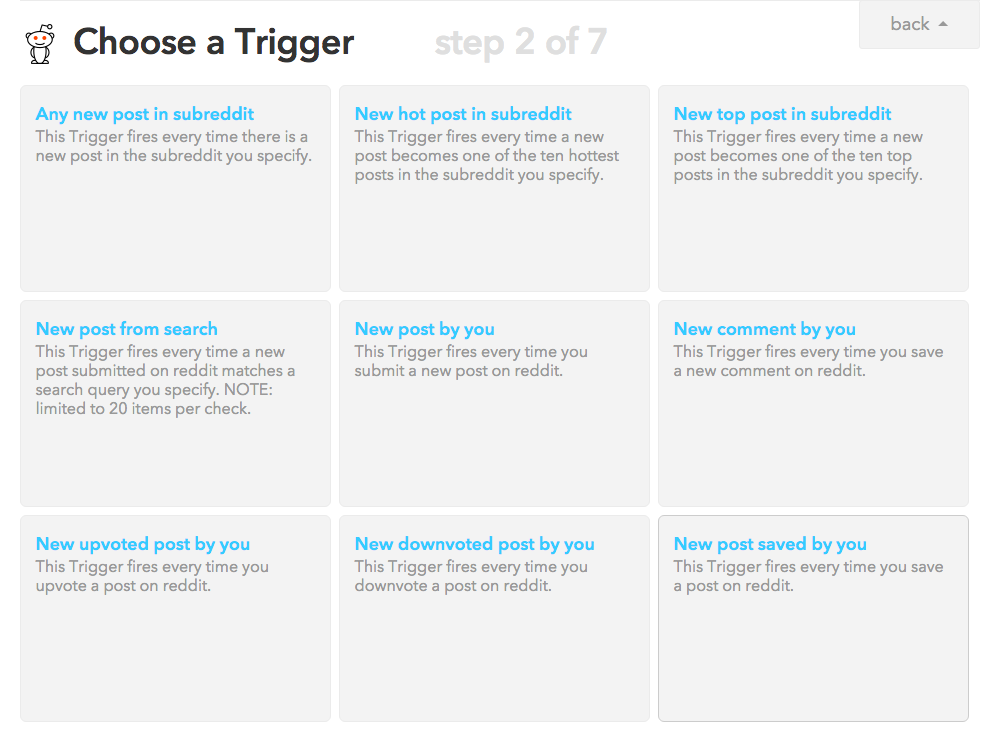 Choose a Trigger step 2 of 7 back
Any new post in subreddit
This Trigger fires every time there is a
new post in the subreddit you specify.
New hot post in subreddit
This Trigger fires every time a new
post becomes one of the ten hottest
posts in the subreddit you specify.
New top post in subreddit
This Trigger fires every time a new
post becomes one of the ten top
posts in the subreddit you specify.
New post from search
This Trigger fires every time a new
post submitted on reddit matches a
search query you specify. NOTE:
limited to 20 items per check.
New post by you
This Trigger fires every time you
submit a new post on reddit.
New comment by you
This Trigger fires every time you save
a new comment on reddit.
New upvoted post by you
This Trigger fires every time you
upvote a post on reddit.
New downvoted post by you
This Trigger fires every time you
downvote a post on reddit.
New post saved by you
This Trigger fires every time you save
a post on reddit.